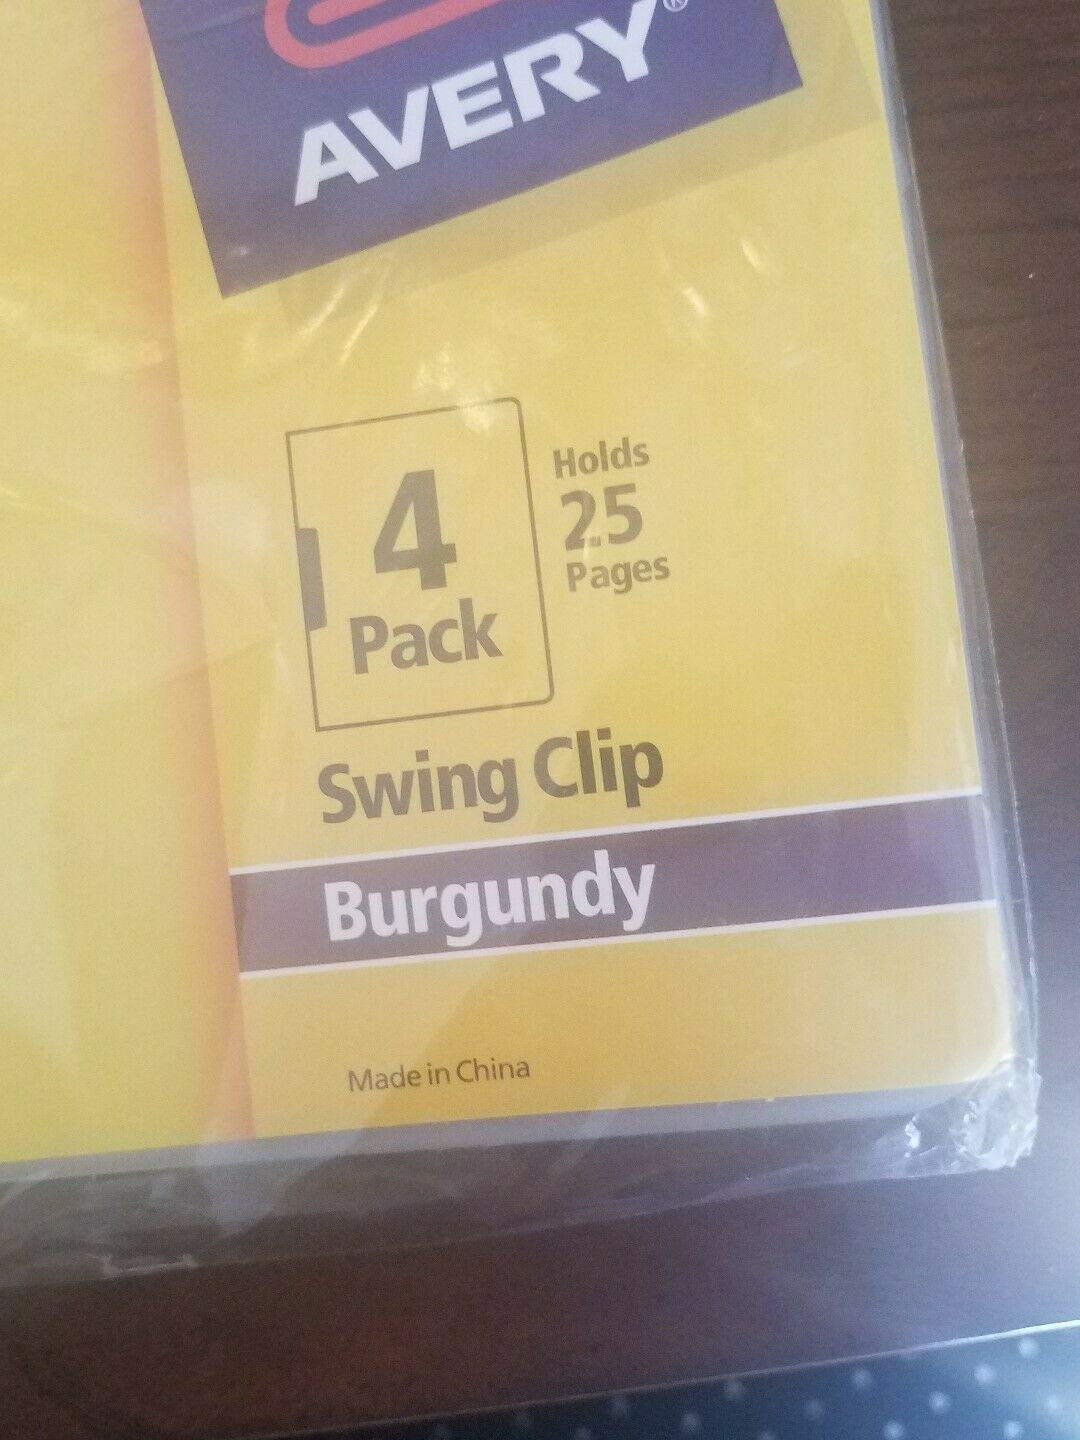 AVERY®
4
Pack
Holds
25
Pages
Swing Clip
Burgundy
Made in China